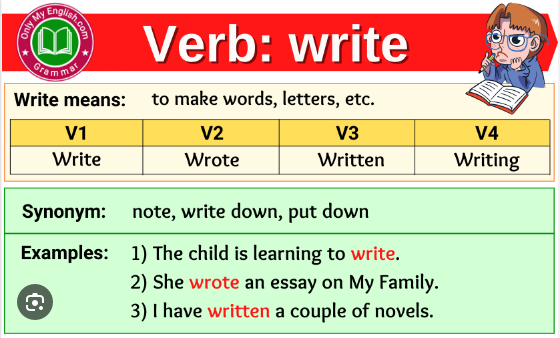 Only My English.com
Grammar
Verb: write
Write means: to make words, letters, etc.
V1 V2 V3 V4
Write Wrote Written Writing
Synonym: note, write down, put down
Examples: 1) The child is learning to write.
2) She wrote an essay on My Family.
3) I have written a couple of novels.